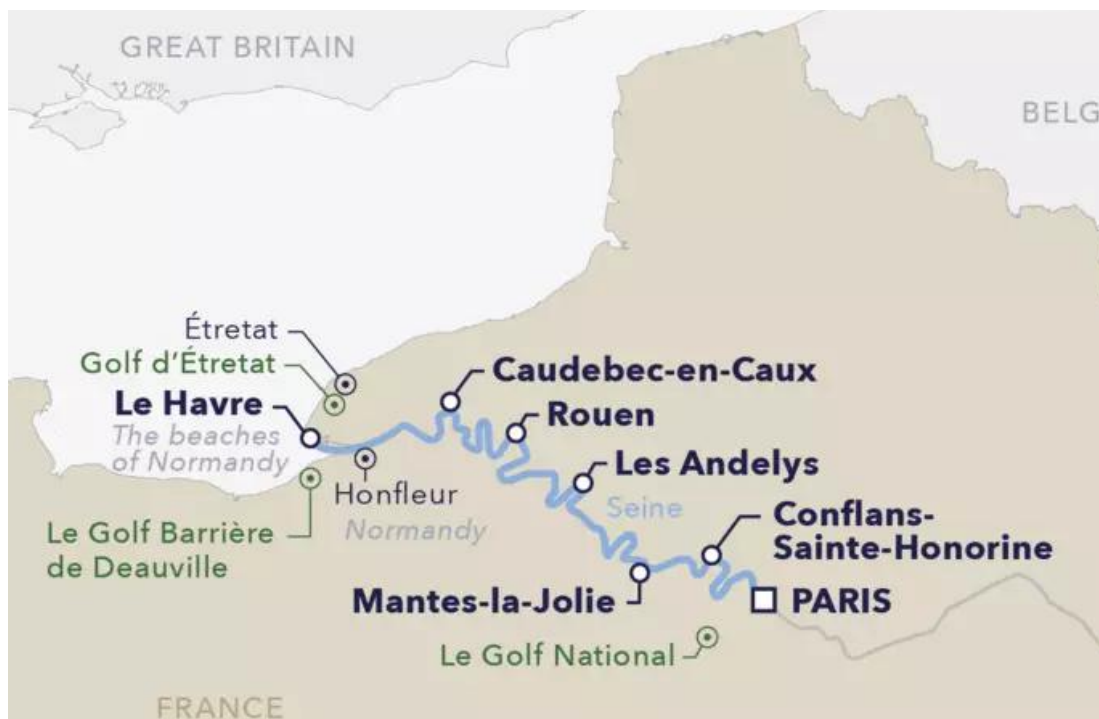 GREAT BRITAIN
BELG
Étretat
Golf d'Étretat
Le Havre
The beaches
of Normandy
Caudebec-en-Caux
Rouen
Les Andelys
Honfleur
Normandy
Seine
Le Golf Barrière
de Deauville
Conflans-
Sainte-Honorine
Mantes-la-Jolie
PARIS
Le Golf National
FRANCE